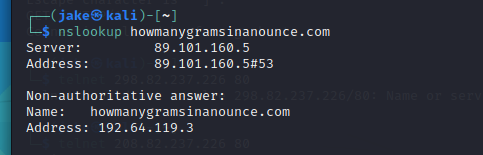 ┌──(jake㉿kali)-[~]
└─$ nslookup howmanygramsinanounce.com
Server:         89.101.160.5
Address:        89.101.160.5#53

Non-authoritative answer:
Name:   howmanygramsinanounce.com
Address: 192.64.119.3